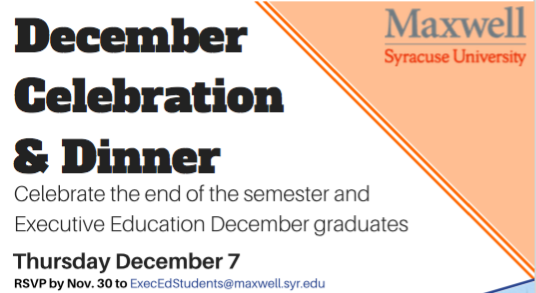 December
Celebration
& Dinner
Maxwell
Syracuse University
Celebrate the end of the semester and
Executive Education December graduates
Thursday December 7
RSVP by Nov. 30 to ExecEdStudents@maxwell.syr.edu